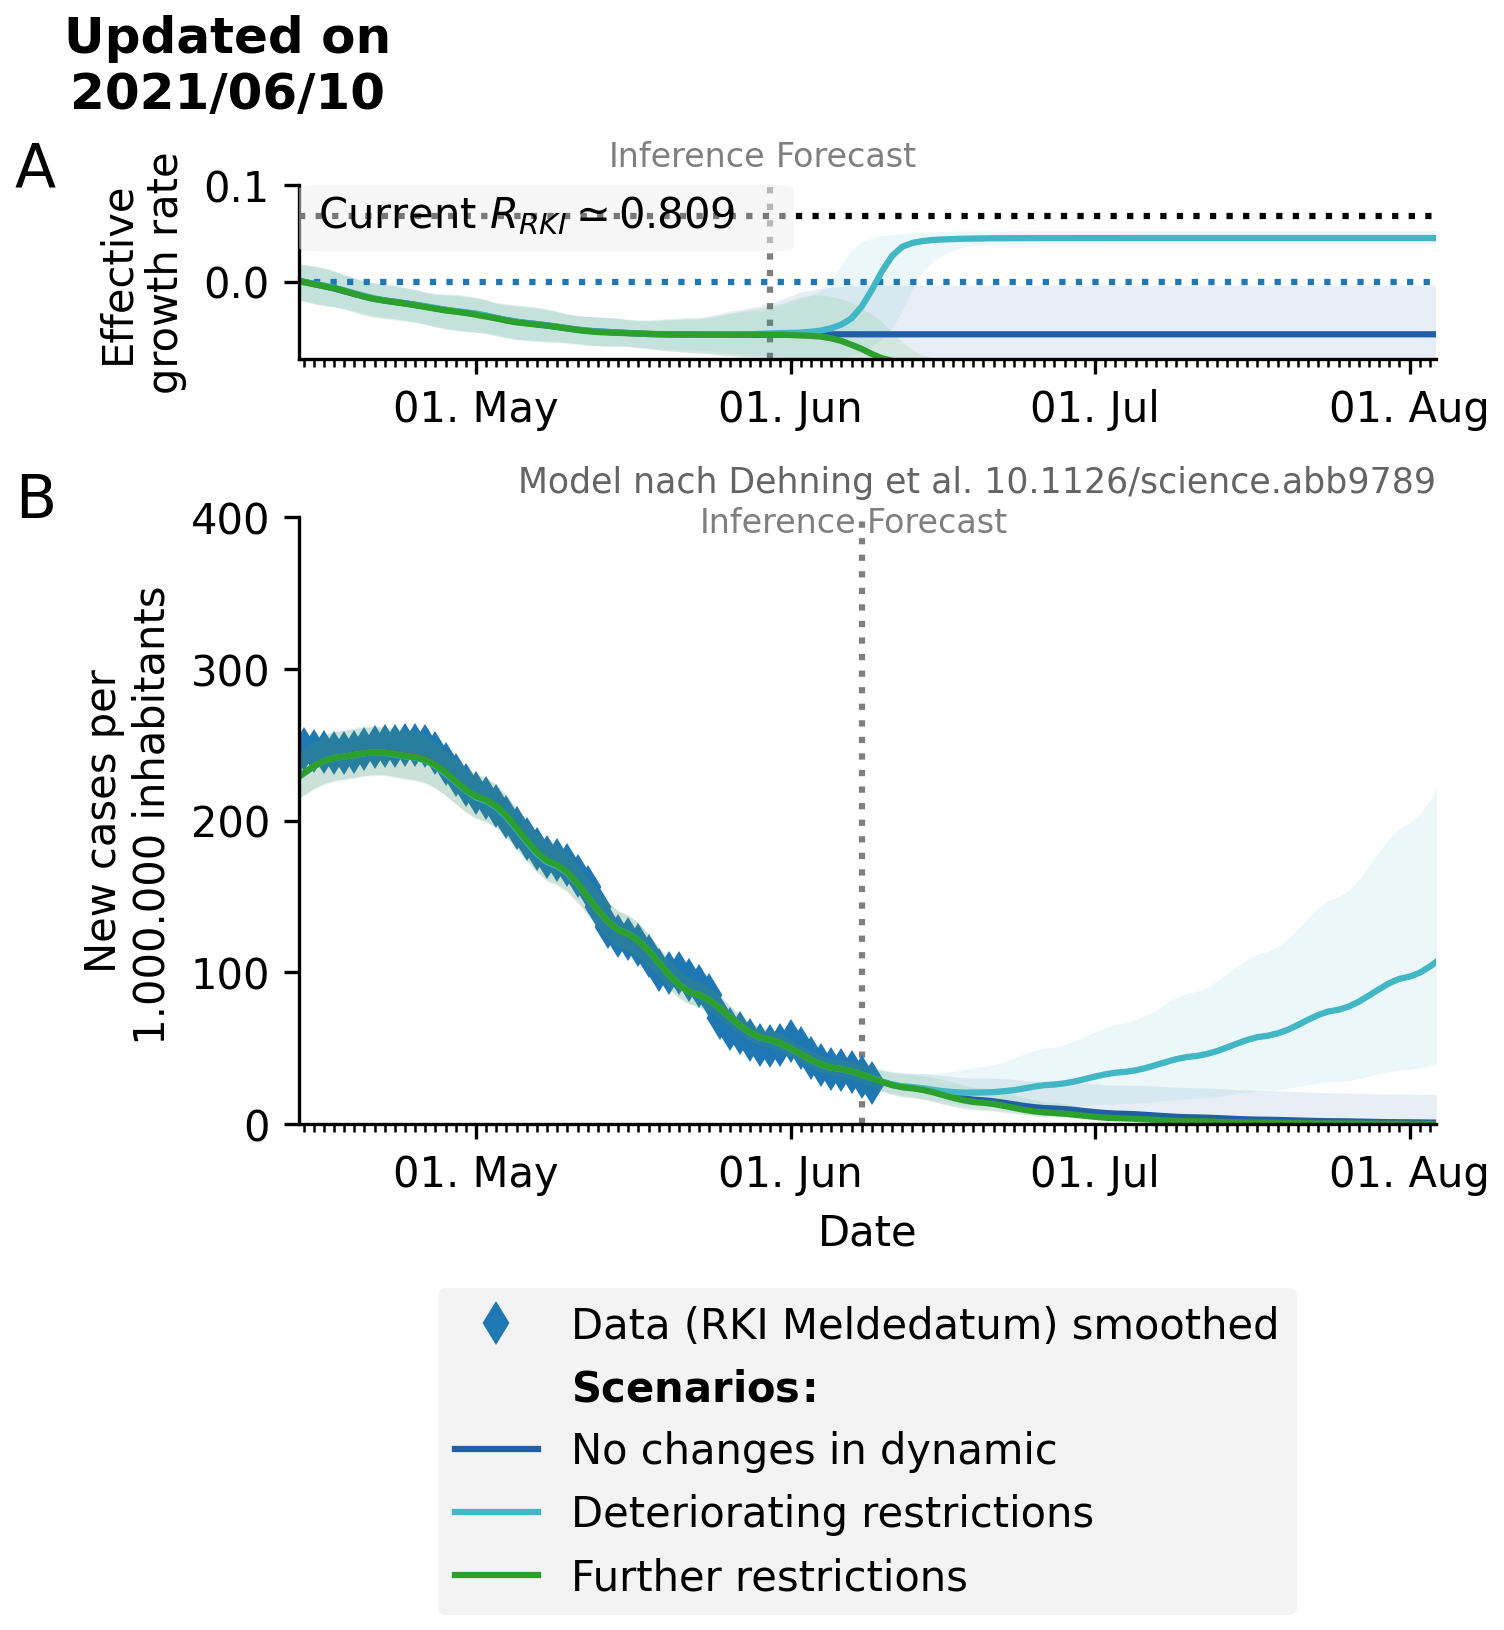 Updated on
2021/06/10
A
Inference Forecast
Effective
growth rate
0.1
0.0
Current R_RKI ≃ 0.809
01. May
01. Jun
01. Jul
01. Aug
B
Model nach Dehning et al. 10.1126/science.abb9789
Inference Forecast
New cases per
1.000.000 inhabitants
400
300
200
100
0
01. May
01. Jun
01. Jul
01. Aug
Date
Data (RKI Meldedatum) smoothed
Scenarios:
No changes in dynamic
Deteriorating restrictions
Further restrictions